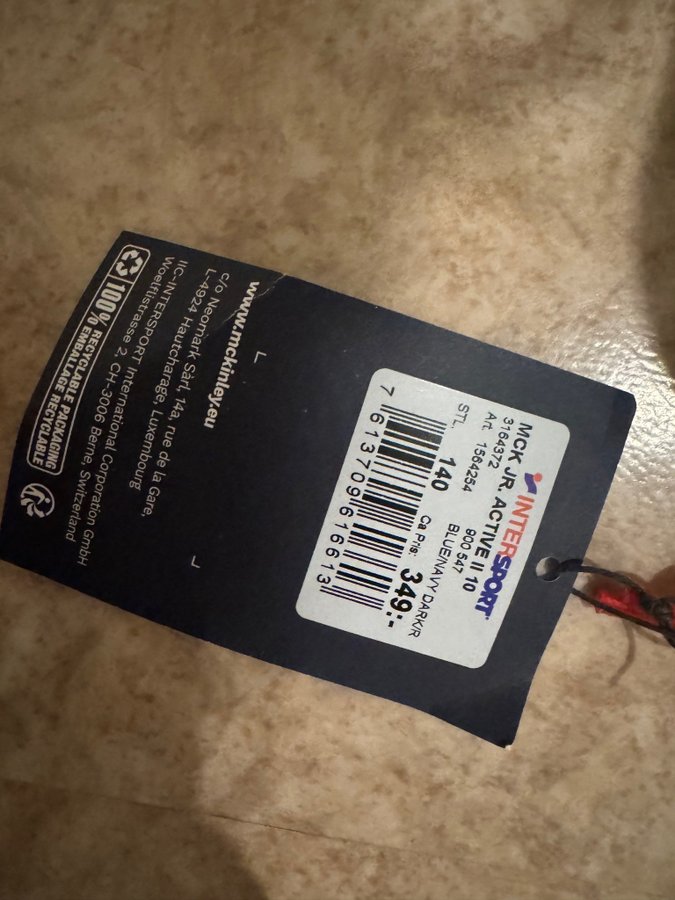 INTERSPORT
MCK JR. ACTIVE II 10
3164372 900 547
Art. 1564254 BLUE/NAVY DARK/R
STL. 140 Ca Pris: 349:-
7 613709 616613
www.mckinley.eu
c/o Neomark Sàrl, 14a, rue de la Gare,
L-4924 Hautcharage, Luxembourg
IIC-INTERSPORT International Corporation GmbH
Woelflistrasse 2, CH-3006 Berne, Switzerland
100% RECYCLABLE PACKAGING
EMBALLAGE RECYCLABLE